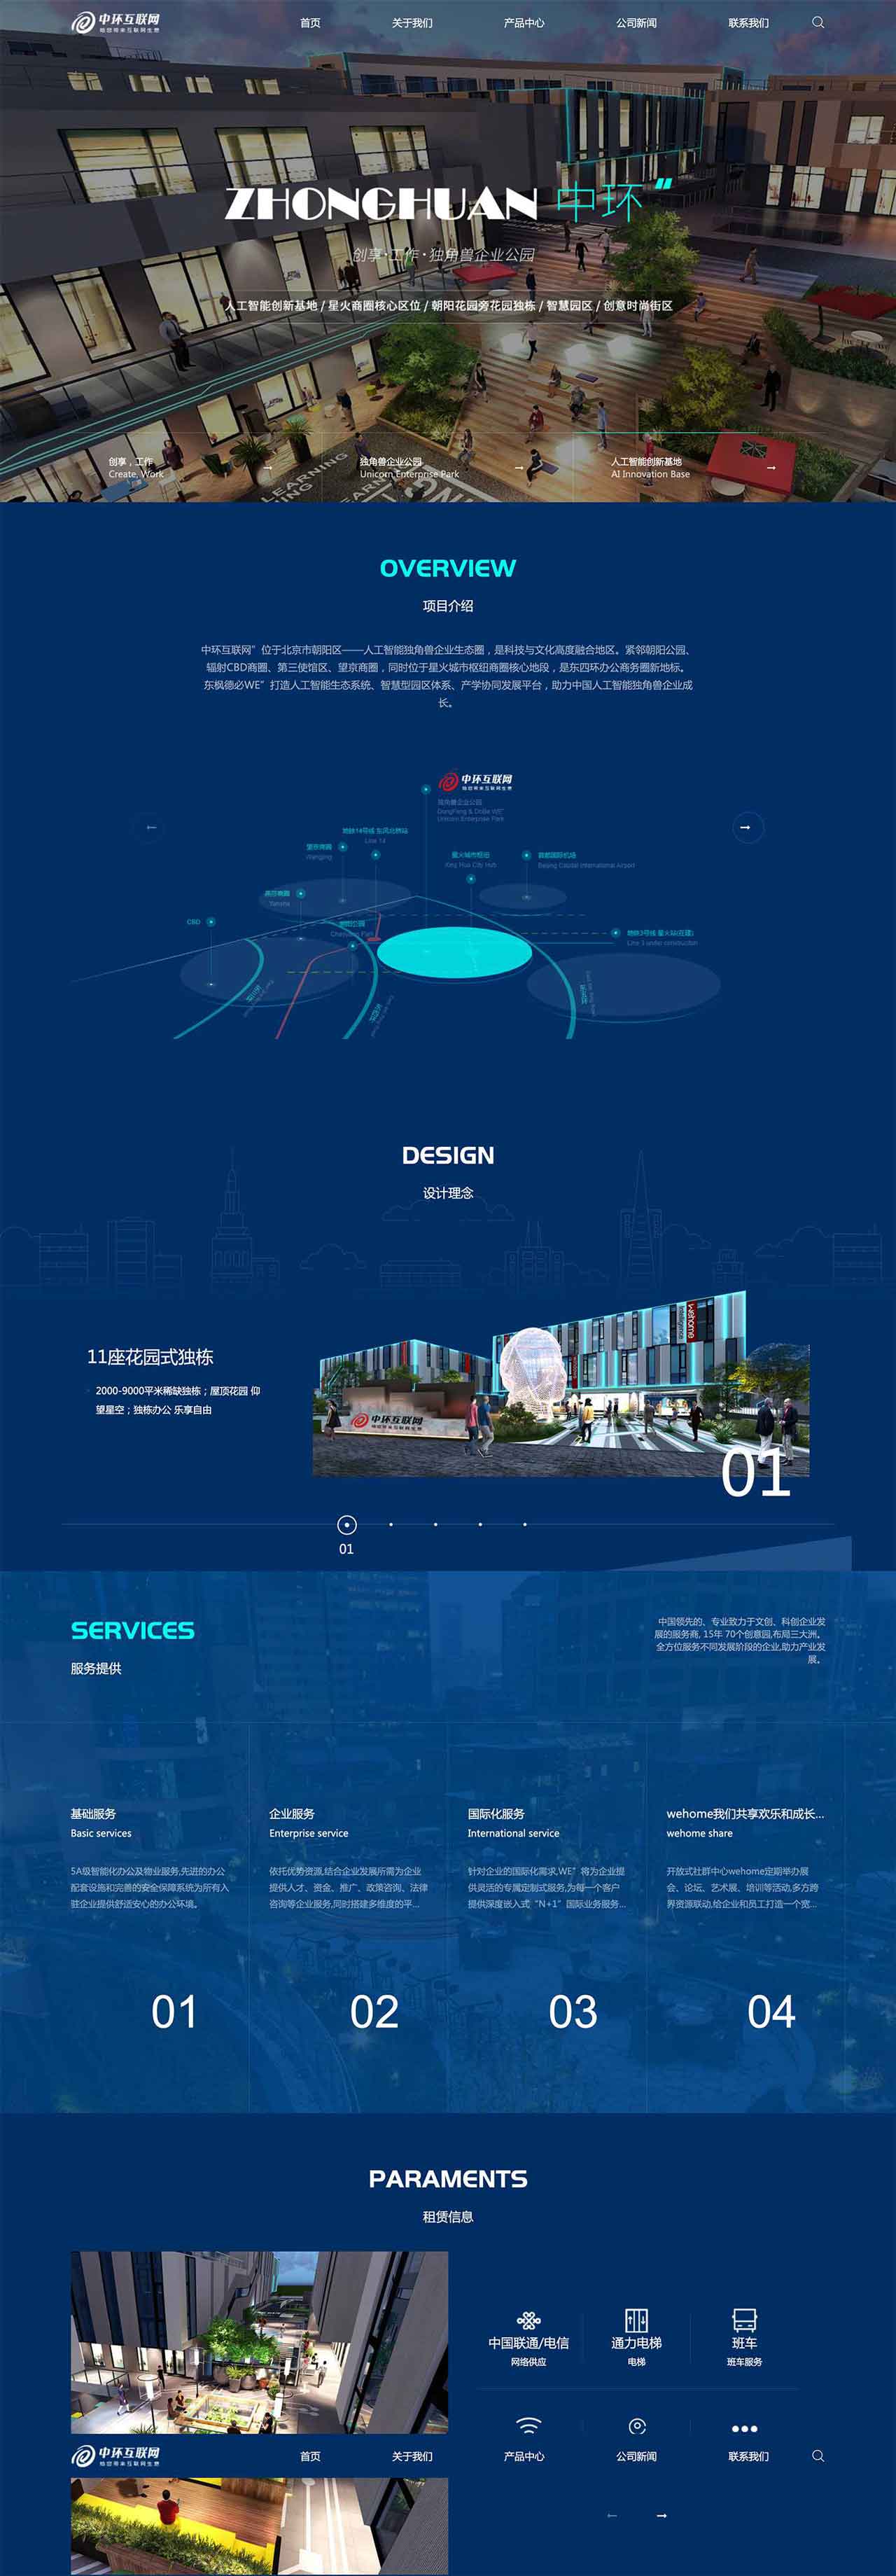 中环互联网
给您带来互联网生意
首页
关于我们
产品中心
公司新闻
联系我们
ZHONGHUAN 中环“
创享·工作·独角兽企业公园
人工智能创新基地 / 星火商圈核心区位 / 朝阳花园旁花园独栋 / 智慧园区 / 创意时尚街区
创享，工作
Create, Work
独角兽企业公园
Unicorn Enterprise Park
人工智能创新基地
AI Innovation Base
LEARNING
OVERVIEW
项目介绍
中环互联网”位于北京市朝阳区——人工智能独角兽企业生态圈，是科技与文化高度融合地区。紧邻朝阳公园、
辐射CBD商圈、第三使馆区、望京商圈，同时位于星火城市枢纽商圈核心地段，是东四环办公商务圈新地标。
东枫德必WE”打造人工智能生态系统、智慧型园区体系、产学协同发展平台，助力中国人工智能独角兽企业成
长。
中环互联网
给您带来互联网生意
独角兽企业公园
Unicorn Enterprise Park
地铁14号线 东风北桥站
Line 14
望京商圈
Wangjing
星火城市枢纽
Xing Huo City Hub
首都国际机场
Beijing Capital International Airport
燕莎商圈
Yansha
CBD
朝阳公园
Chaoyang Park
地铁3号线 星火站(在建)
Line 3 under construction
DESIGN
设计理念
11座花园式独栋
2000-9000平米稀缺独栋；屋顶花园 仰
望星空；独栋办公 乐享自由
wehome
Intelligence
中环互联网
给您带来互联网生意
01
01
SERVICES
服务提供
中国领先的、专业致力于文创、科创企业发
展的服务商, 15年 70个创意园,布局三大洲。
全方位服务不同发展阶段的企业,助力产业发
展。
基础服务
Basic services
5A级智能化办公及物业服务,先进的办公
配套设施和完善的安全保障系统为所有入
驻企业提供舒适安心的办公环境。
01
企业服务
Enterprise service
依托优势资源,结合企业发展所需为企业
提供人才、资金、推广、政策咨询、法律
咨询等企业服务,同时搭建多维度的平...
02
国际化服务
International service
针对企业的国际化需求,WE”将为企业提
供灵活的专属定制式服务,为每一个客户
提供深度嵌入式“N+1”国际业务服务...
03
wehome我们共享欢乐和成长...
wehome share
开放式社群中心wehome定期举办展
会、论坛、艺术展、培训等活动,多方跨
界资源联动,给企业和员工打造一个宽...
04
PARAMENTS
租赁信息
中国联通/电信
网络供应
通力电梯
电梯
班车
班车服务
中环互联网
给您带来互联网生意
首页
关于我们
产品中心
公司新闻
联系我们